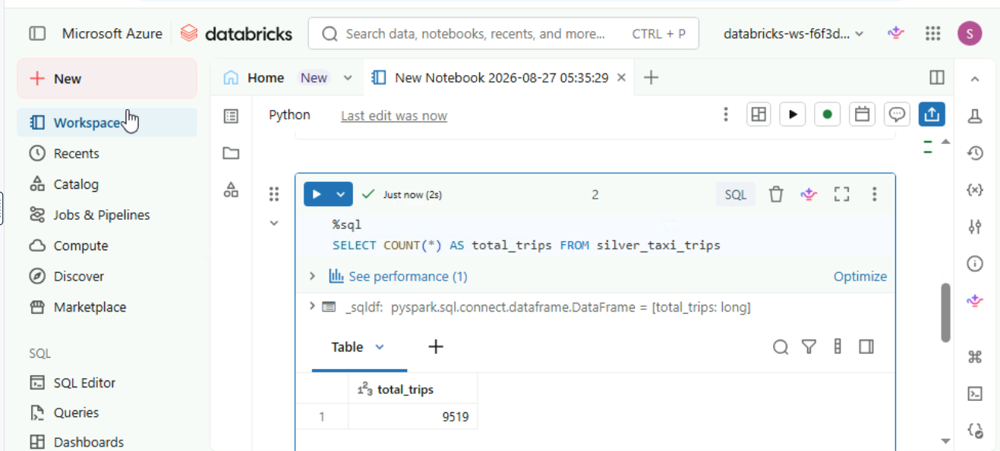 Microsoft Azure databricks Search data, notebooks, recents, and more... CTRL + P databricks-ws-f6f3d... S
New
Workspace
Recents
Catalog
Jobs & Pipelines
Compute
Discover
Marketplace
SQL
SQL Editor
Queries
Dashboards
Home New New Notebook 2026-08-27 05:35:29
Python Last edit was now
Just now (2s) 2 SQL
%sql
SELECT COUNT(*) AS total_trips FROM silver_taxi_trips
See performance (1) Optimize
_sqldf: pyspark.sql.connect.dataframe.DataFrame = [total_trips: long]
Table
123 total_trips
1 9519